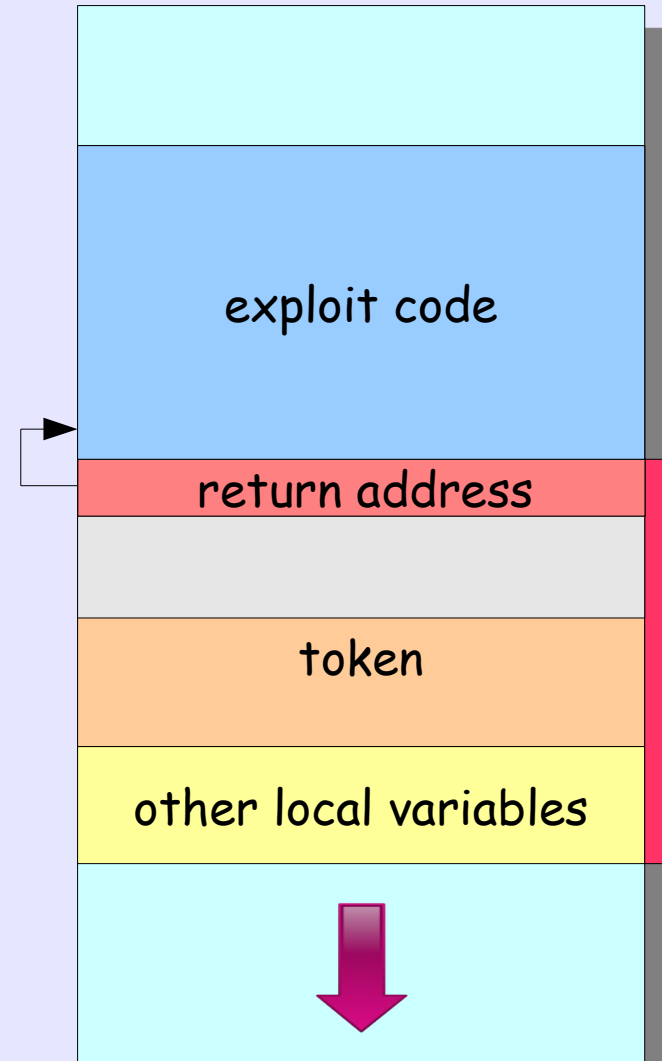 exploit code
return address
token
other local variables